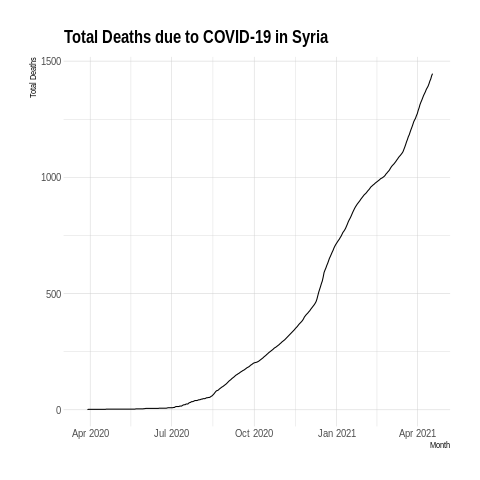 Total Deaths due to COVID-19 in Syria
Total Deaths
1500
1000
500
0
Apr 2020 Jul 2020 Oct 2020 Jan 2021 Apr 2021
Month